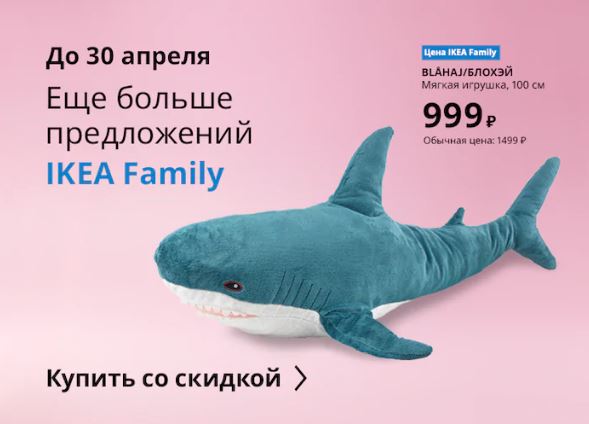 До 30 апреля
Еще больше
предложений
IKEA Family
Цена IKEA Family
BLÅHAJ/БЛОХЭЙ
Мягкая игрушка, 100 см
999 ₽
Обычная цена: 1499 ₽
Купить со скидкой